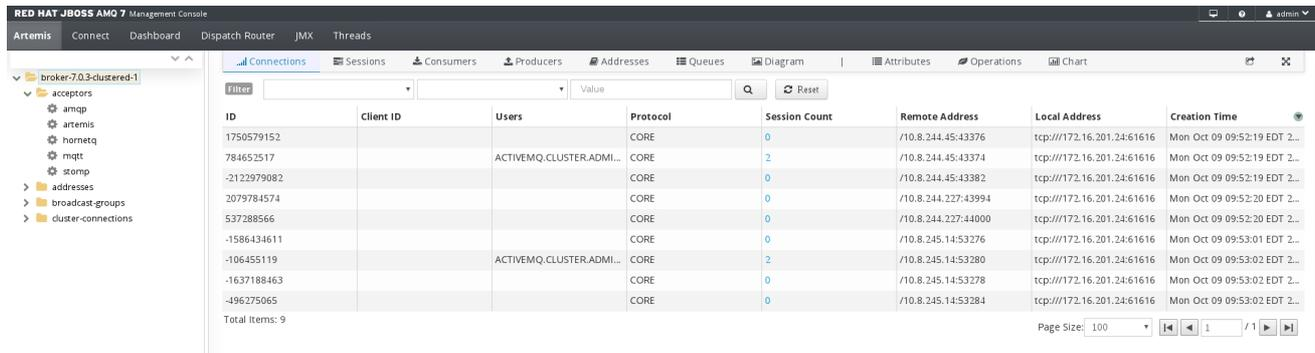 RED HAT JBOSS AMQ 7 Management Console
admin
Artemis Connect Dashboard Dispatch Router JMX Threads
Connections Sessions Consumers Producers Addresses Queues Diagram | Attributes Operations Chart
broker-7.0.3-clustered-1
acceptors
amqp
artemis
hornetq
mqtt
stomp
addresses
broadcast-groups
cluster-connections
Filter Value Reset
ID Client ID Users Protocol Session Count Remote Address Local Address Creation Time
1750579152 CORE 0 /10.8.244.45:43376 tcp:///172.16.201.24:61616 Mon Oct 09 09:52:19 EDT 2...
784652517 ACTIVEMQ.CLUSTER.ADMI... CORE 2 /10.8.244.45:43374 tcp:///172.16.201.24:61616 Mon Oct 09 09:52:19 EDT 2...
-2122979082 CORE 0 /10.8.244.45:43382 tcp:///172.16.201.24:61616 Mon Oct 09 09:52:19 EDT 2...
2079784574 CORE 0 /10.8.244.227:43994 tcp:///172.16.201.24:61616 Mon Oct 09 09:52:20 EDT 2...
537288566 CORE 0 /10.8.244.227:44000 tcp:///172.16.201.24:61616 Mon Oct 09 09:52:20 EDT 2...
-1586434611 CORE 0 /10.8.245.14:53276 tcp:///172.16.201.24:61616 Mon Oct 09 09:53:01 EDT 2...
-106455119 ACTIVEMQ.CLUSTER.ADMI... CORE 2 /10.8.245.14:53280 tcp:///172.16.201.24:61616 Mon Oct 09 09:53:02 EDT 2...
-1637188463 CORE 0 /10.8.245.14:53278 tcp:///172.16.201.24:61616 Mon Oct 09 09:53:02 EDT 2...
-496275065 CORE 0 /10.8.245.14:53284 tcp:///172.16.201.24:61616 Mon Oct 09 09:53:02 EDT 2...
Total Items: 9
Page Size: 100 1 / 1